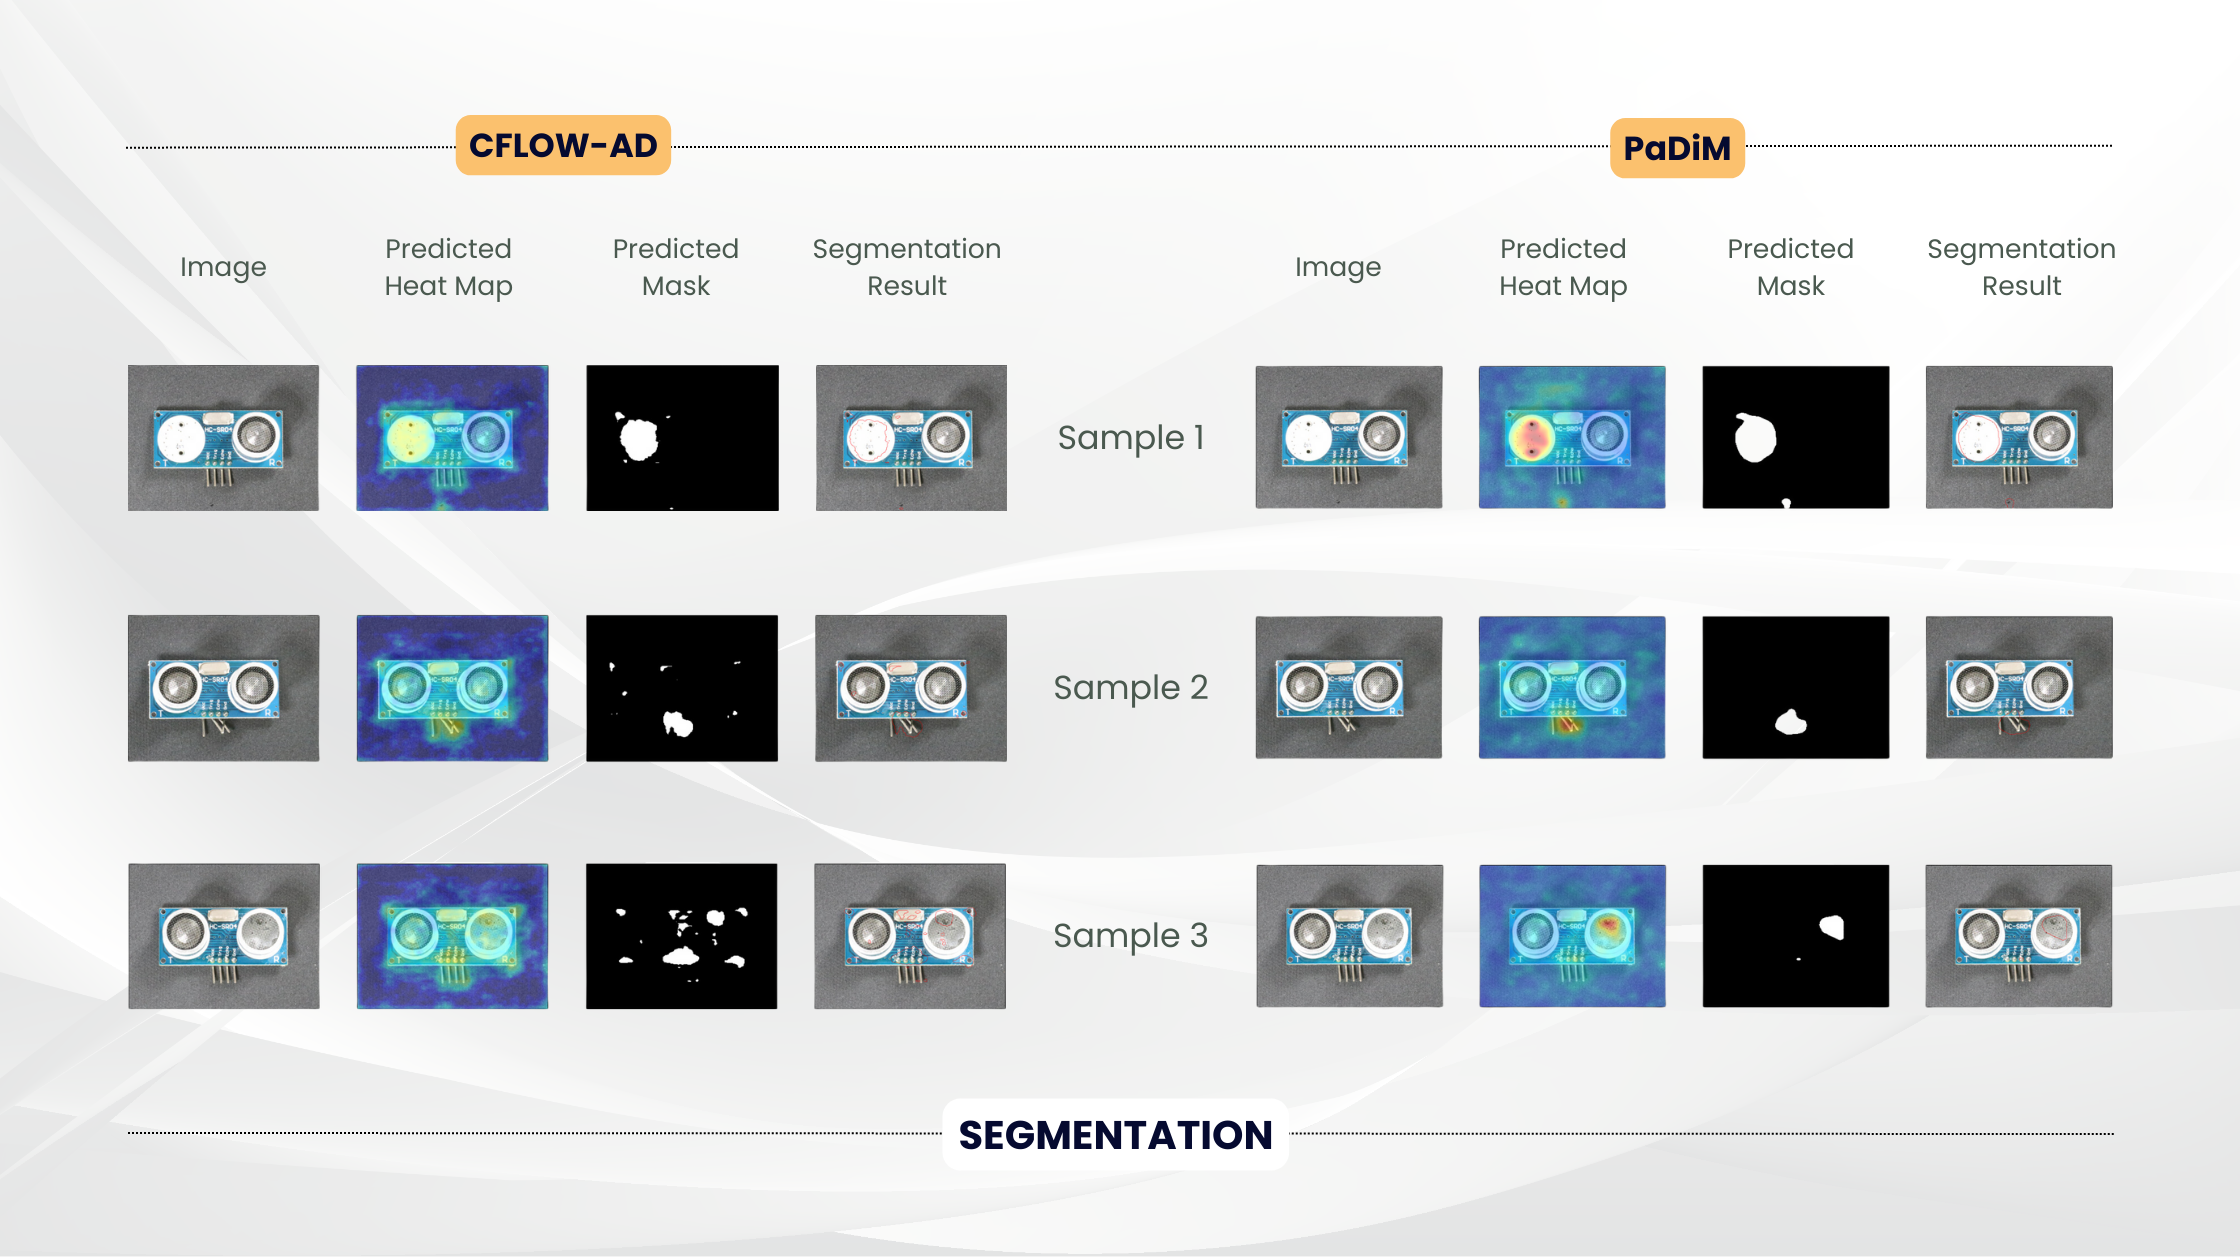 CFLOW-AD
PaDiM
Image
Predicted
Heat Map
Predicted
Mask
Segmentation
Result
Image
Predicted
Heat Map
Predicted
Mask
Segmentation
Result
Sample 1
Sample 2
Sample 3
SEGMENTATION